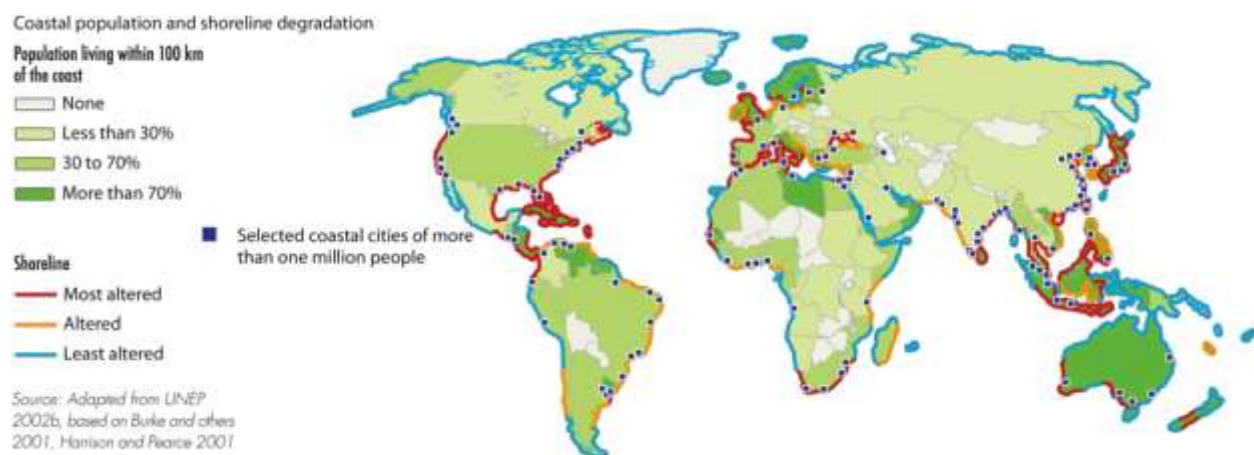 Coastal population and shoreline degradation
Population living within 100 km
of the coast
None
Less than 30%
30 to 70%
More than 70%
Selected coastal cities of more
than one million people
Shoreline
Most altered
Altered
Least altered
Source: Adapted from UNEP
2002b, based on Burke and others
2001, Harrison and Pearce 2001